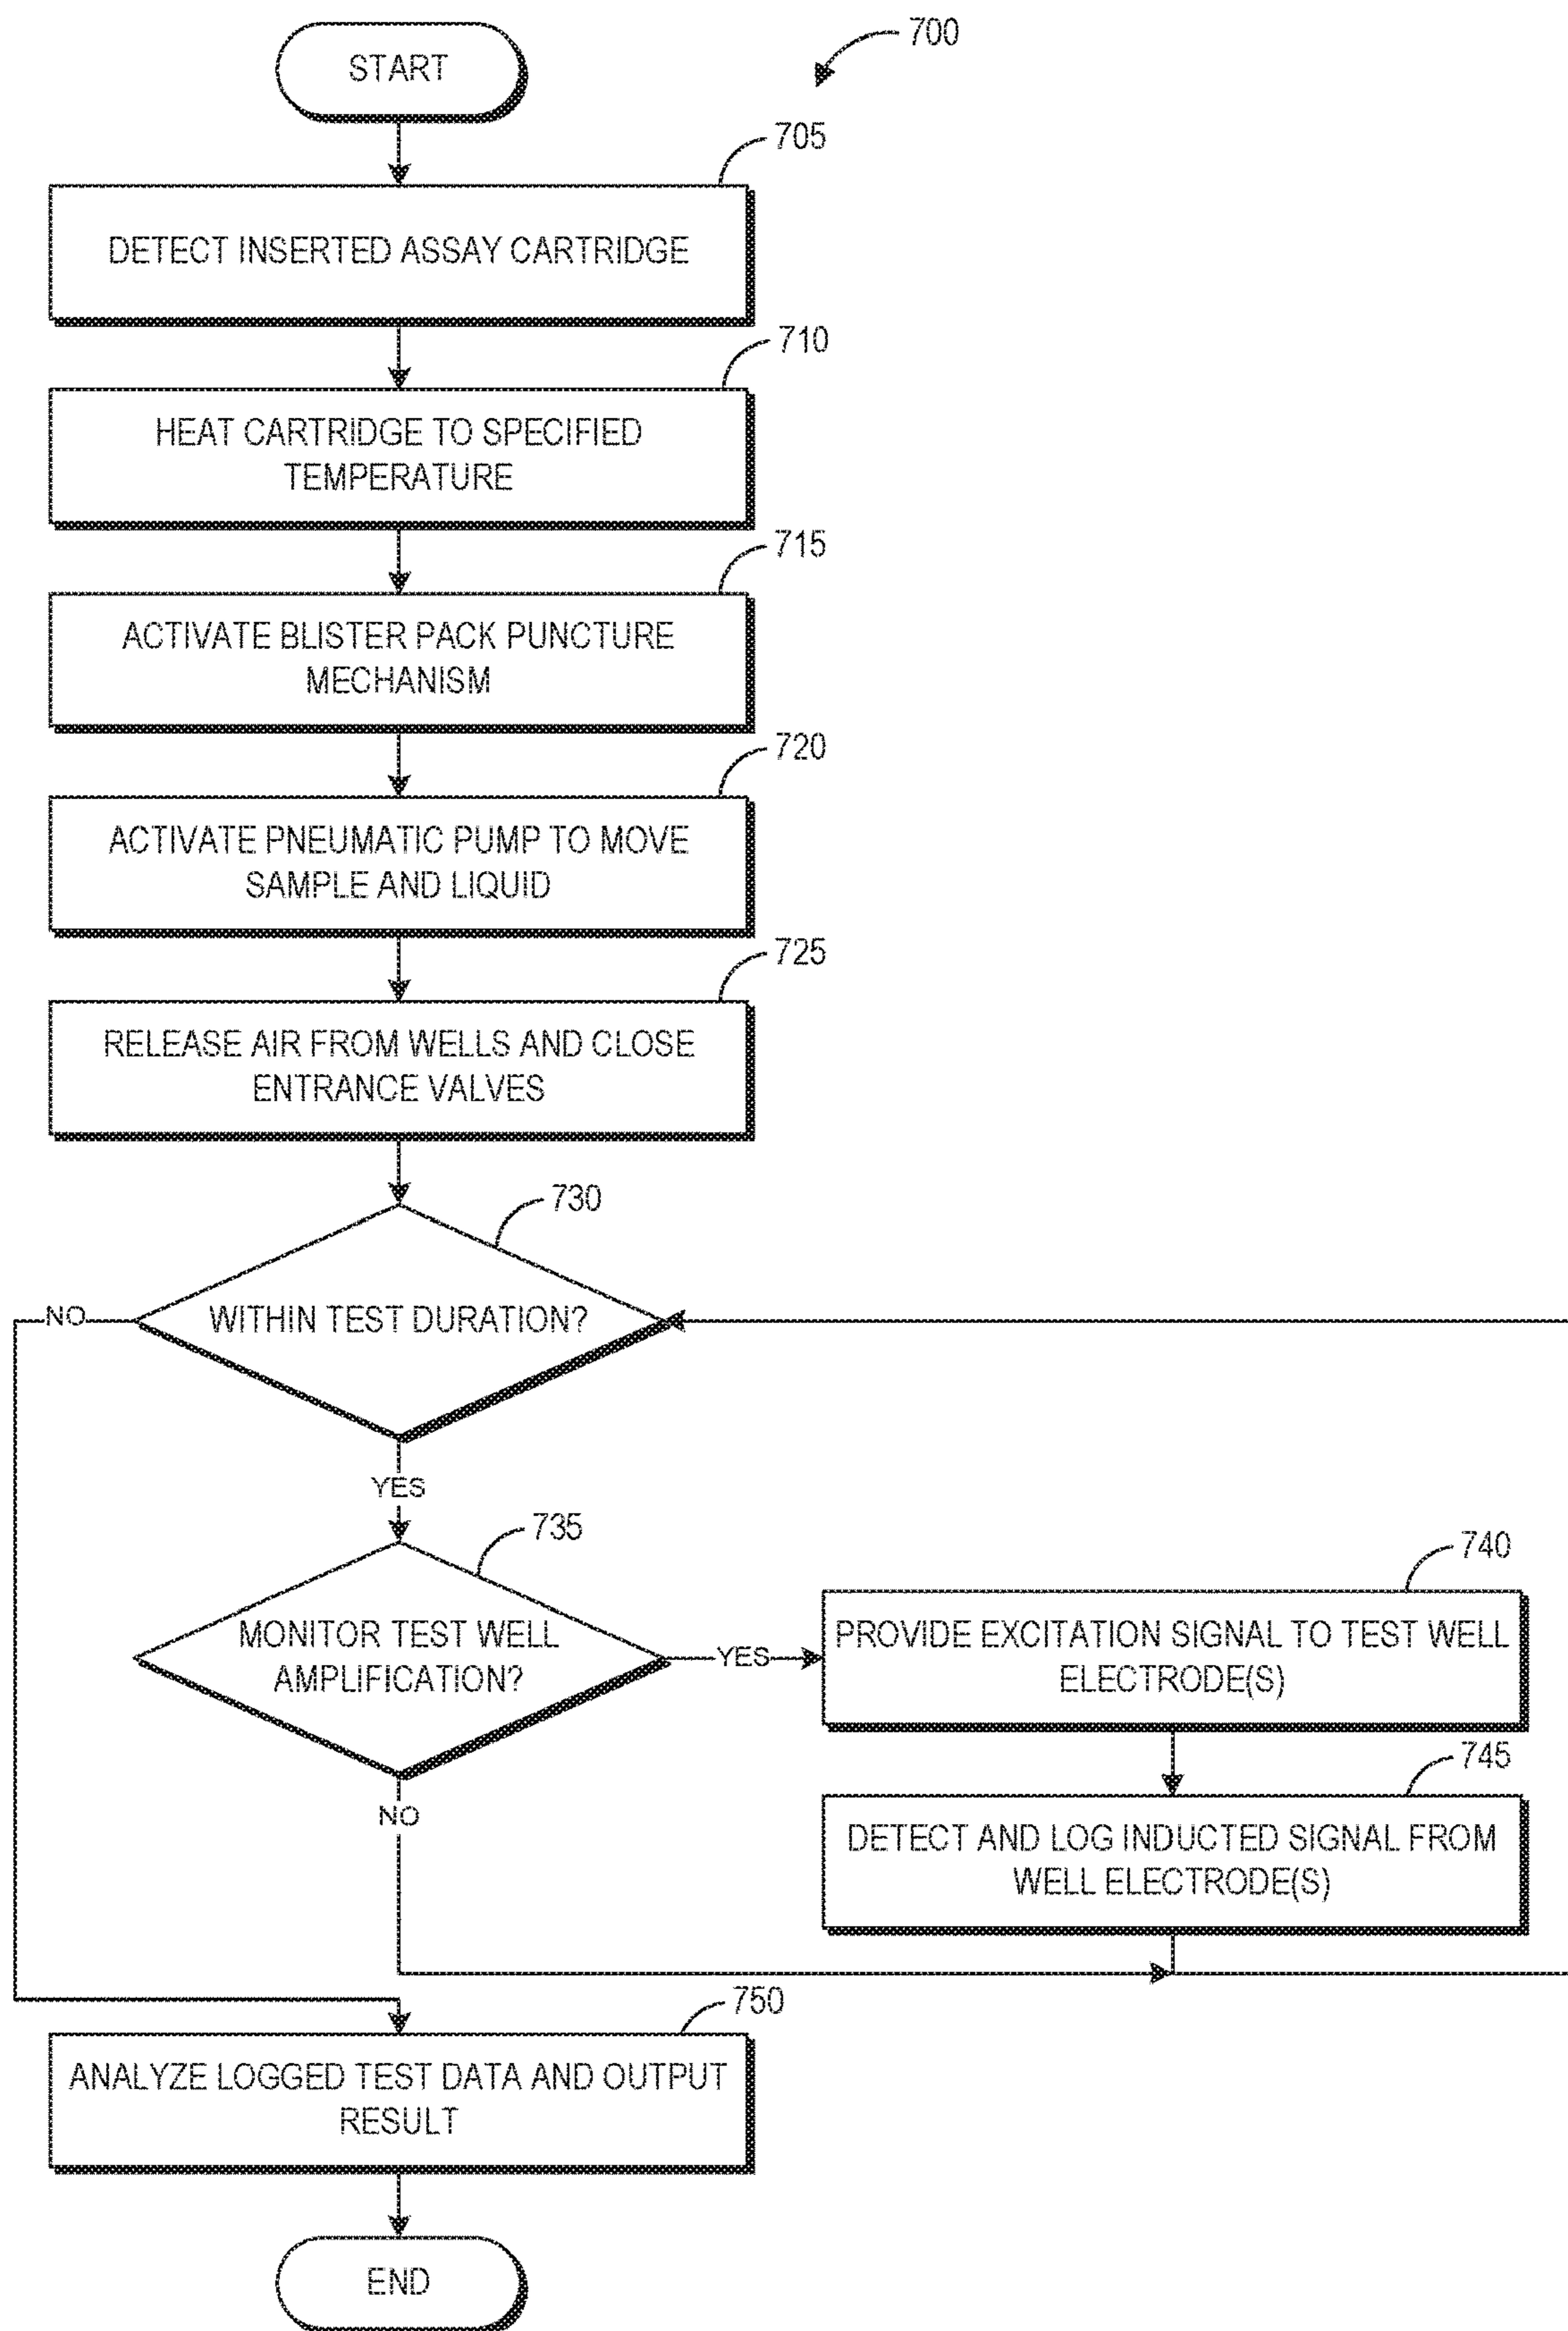 700
START
705
DETECT INSERTED ASSAY CARTRIDGE
710
HEAT CARTRIDGE TO SPECIFIED
TEMPERATURE
715
ACTIVATE BLISTER PACK PUNCTURE
MECHANISM
720
ACTIVATE PNEUMATIC PUMP TO MOVE
SAMPLE AND LIQUID
725
RELEASE AIR FROM WELLS AND CLOSE
ENTRANCE VALVES
730
WITHIN TEST DURATION?
NO
YES
735
MONITOR TEST WELL
AMPLIFICATION?
YES
NO
740
PROVIDE EXCITATION SIGNAL TO TEST WELL
ELECTRODE(S)
745
DETECT AND LOG INDUCTED SIGNAL FROM
WELL ELECTRODE(S)
750
ANALYZE LOGGED TEST DATA AND OUTPUT
RESULT
END